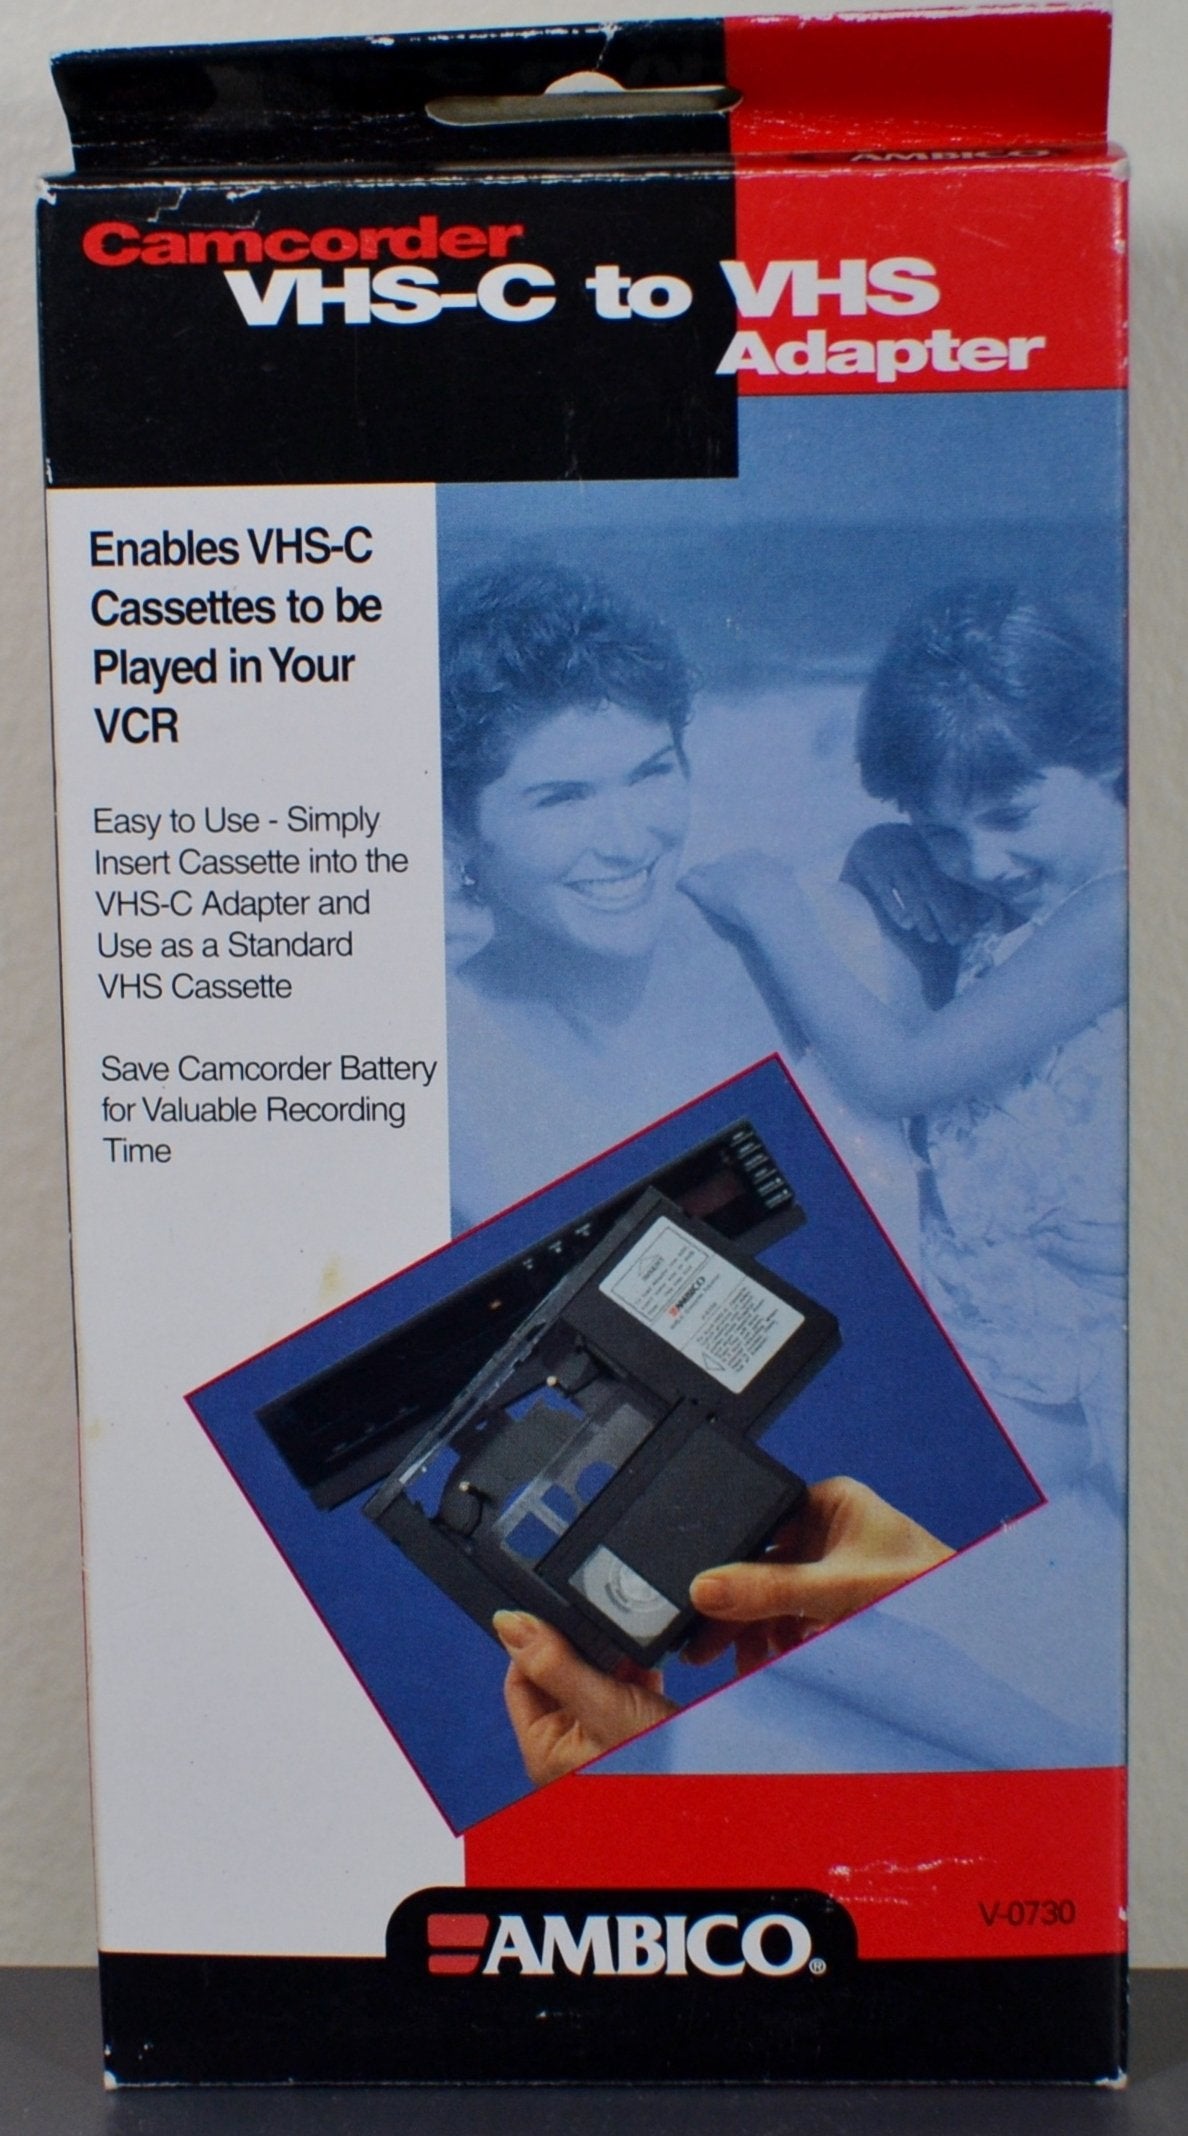 AMBICO
Camcorder
VHS-C to VHS
Adapter
Enables VHS-C
Cassettes to be
Played in Your
VCR
Easy to Use - Simply
Insert Cassette into the
VHS-C Adapter and
Use as a Standard
VHS Cassette
Save Camcorder Battery
for Valuable Recording
Time
AMBICO
V-0730
AMBICO®